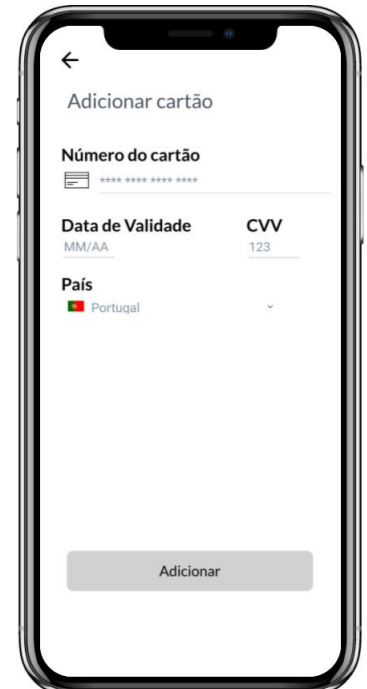 Adicionar cartão
Número do cartão
**** **** **** ****
Data de Validade CVV
MM/AA 123
País
Portugal
Adicionar